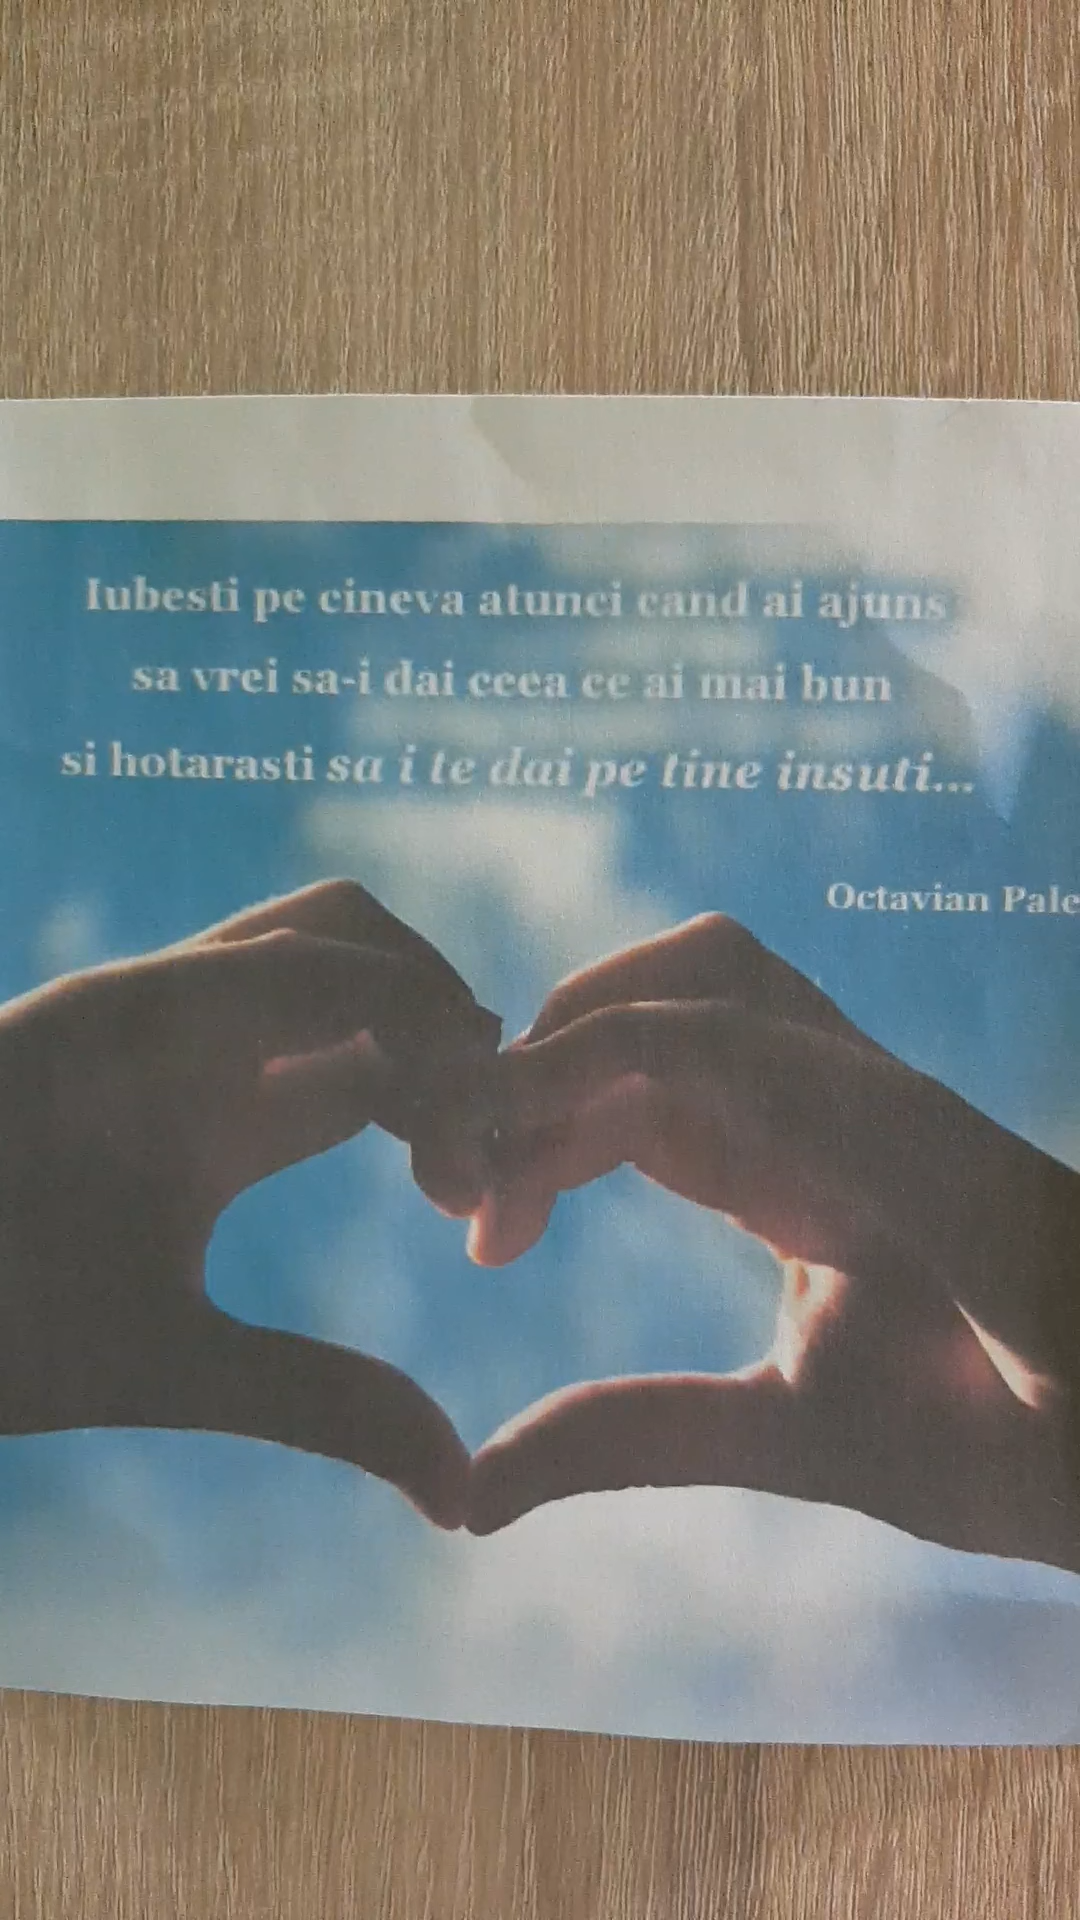 Iubesti pe cineva atunci cand ai ajuns
sa vrei sa-i dai ceea ce ai mai bun
si hotarasti sa i te dai pe tine insuti...
Octavian